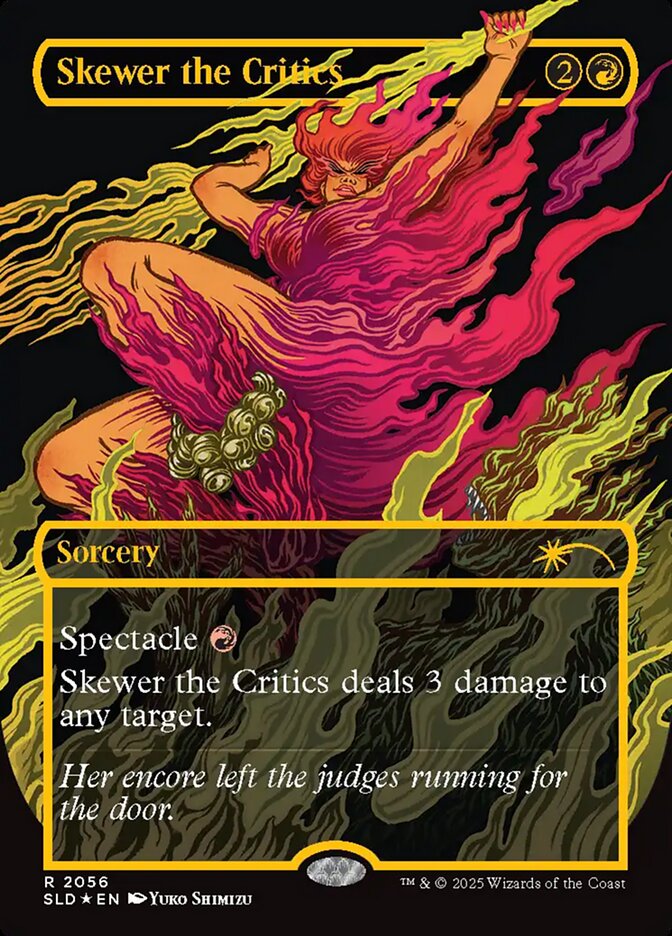 Skewer the Critics 2
Sorcery
Spectacle
Skewer the Critics deals 3 damage to
any target.
Her encore left the judges running for
the door.
R 2056
SLD ★ EN Yuko Shimizu
™ & © 2025 Wizards of the Coast